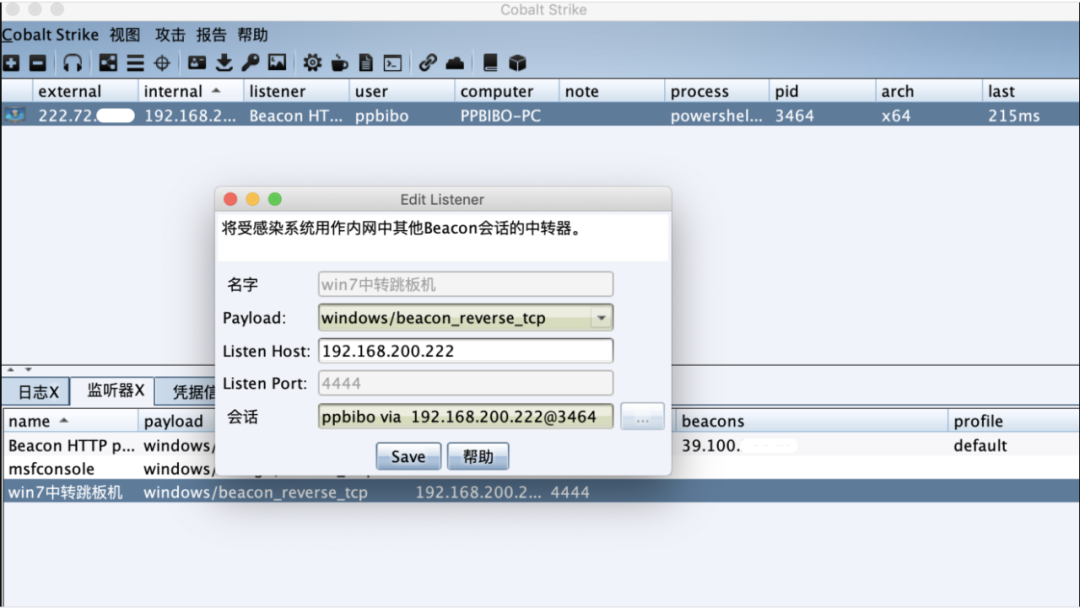 Cobalt Strike
Cobalt Strike 视图 攻击 报告 帮助
external internal listener user computer note process pid arch last
222.72. 192.168.2... Beacon HT... ppbibo PPBIBO-PC powershel... 3464 x64 215ms
Edit Listener
将受感染系统用作内网中其他Beacon会话的中转器。
名字 win7中转跳板机
Payload: windows/beacon_reverse_tcp
Listen Host: 192.168.200.222
Listen Port: 4444
会话 ppbibo via 192.168.200.222@3464 ...
Save 帮助
日志X 监听器X 凭据信
name payload beacons profile
Beacon HTTP p... windows/ 39.100. default
msfconsole windows/
win7中转跳板机 windows/beacon_reverse_tcp 192.168.200.2... 4444